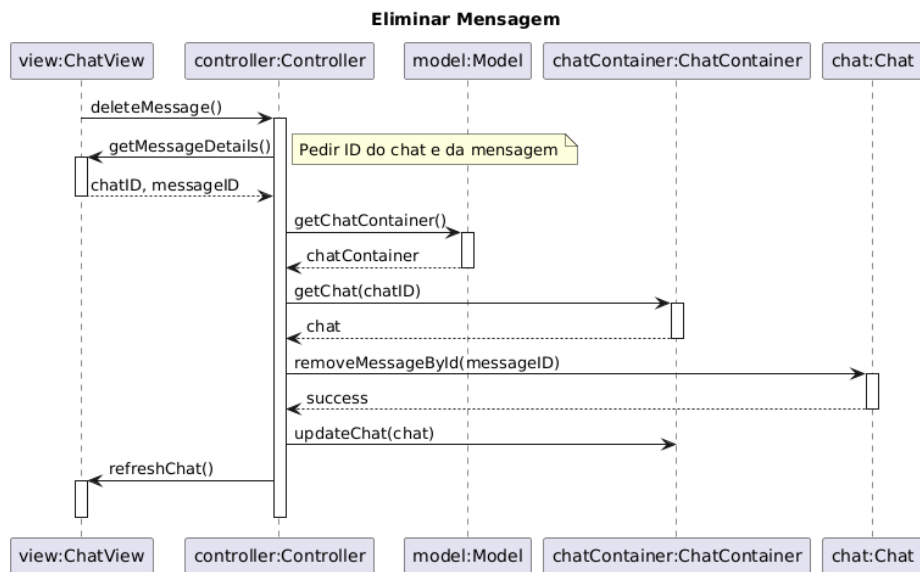 Eliminar Mensagem
view:ChatView
controller:Controller
model:Model
chatContainer:ChatContainer
chat:Chat
deleteMessage()
getMessageDetails()
Pedir ID do chat e da mensagem
chatID, messageID
getChatContainer()
chatContainer
getChat(chatID)
chat
removeMessageById(messageID)
success
updateChat(chat)
refreshChat()
view:ChatView
controller:Controller
model:Model
chatContainer:ChatContainer
chat:Chat